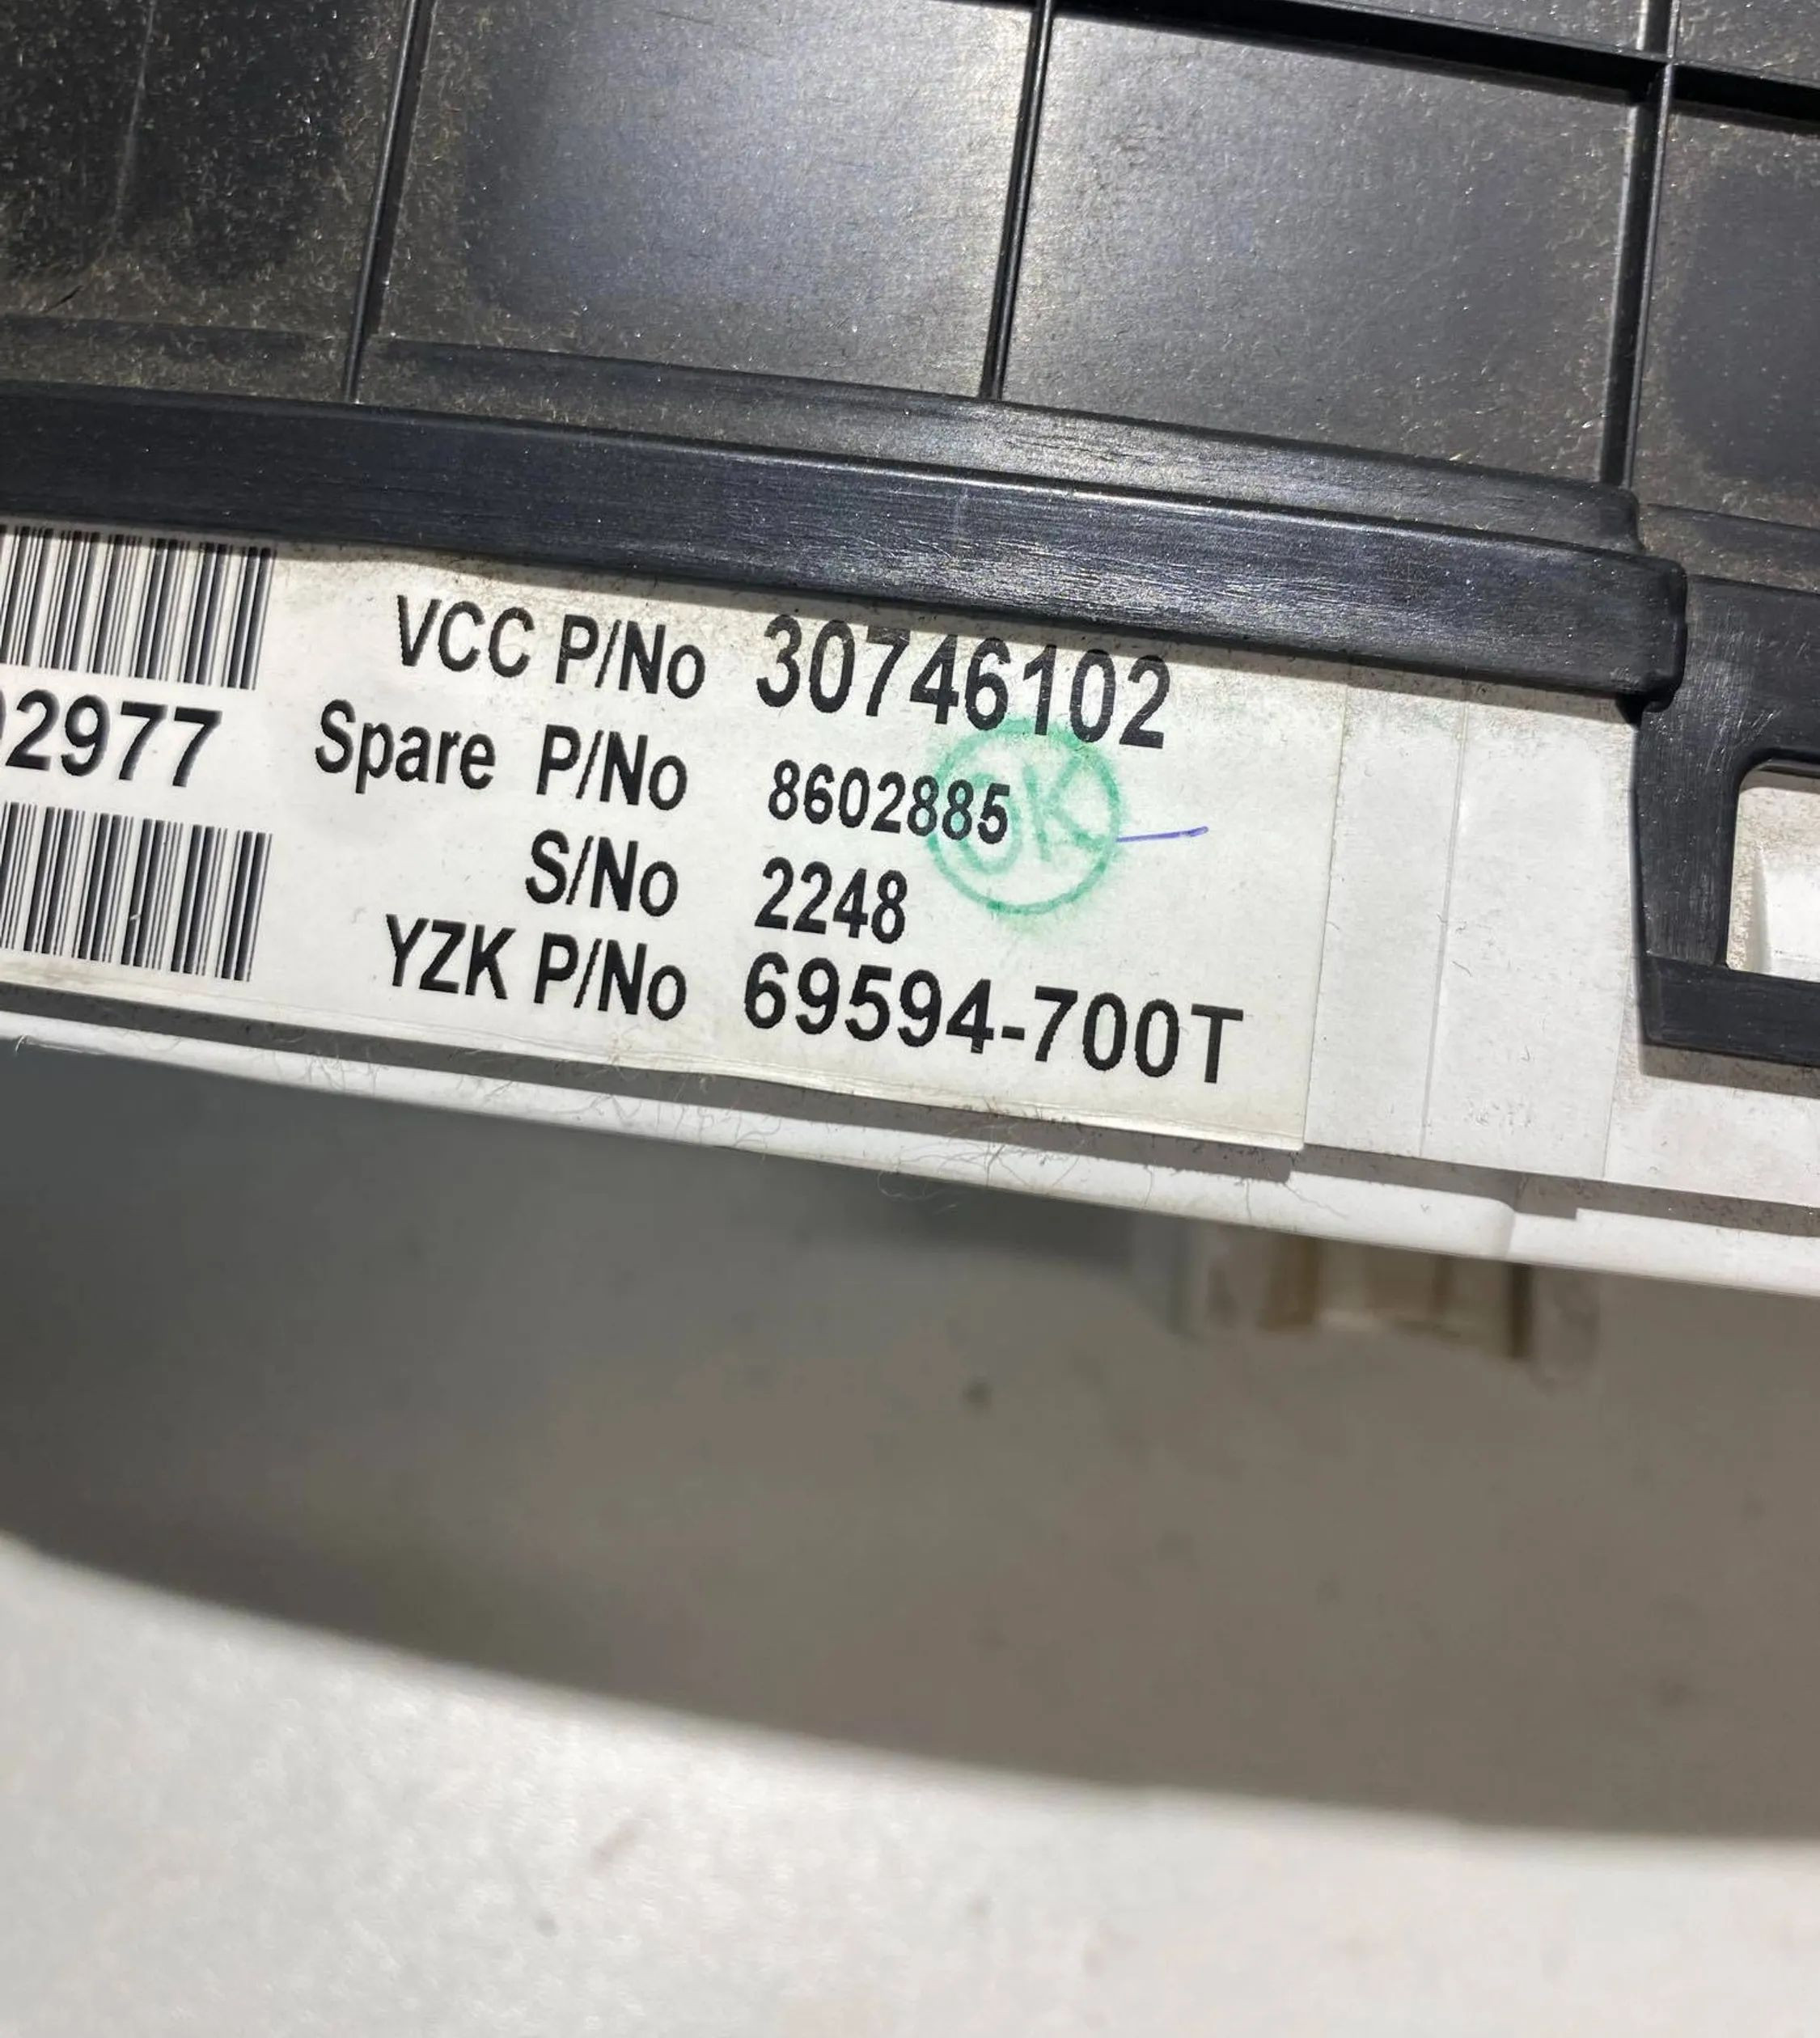 VCC P/No 30746102
2977 Spare P/No 8602885
OK
S/No 2248
YZK P/No 69594-700T